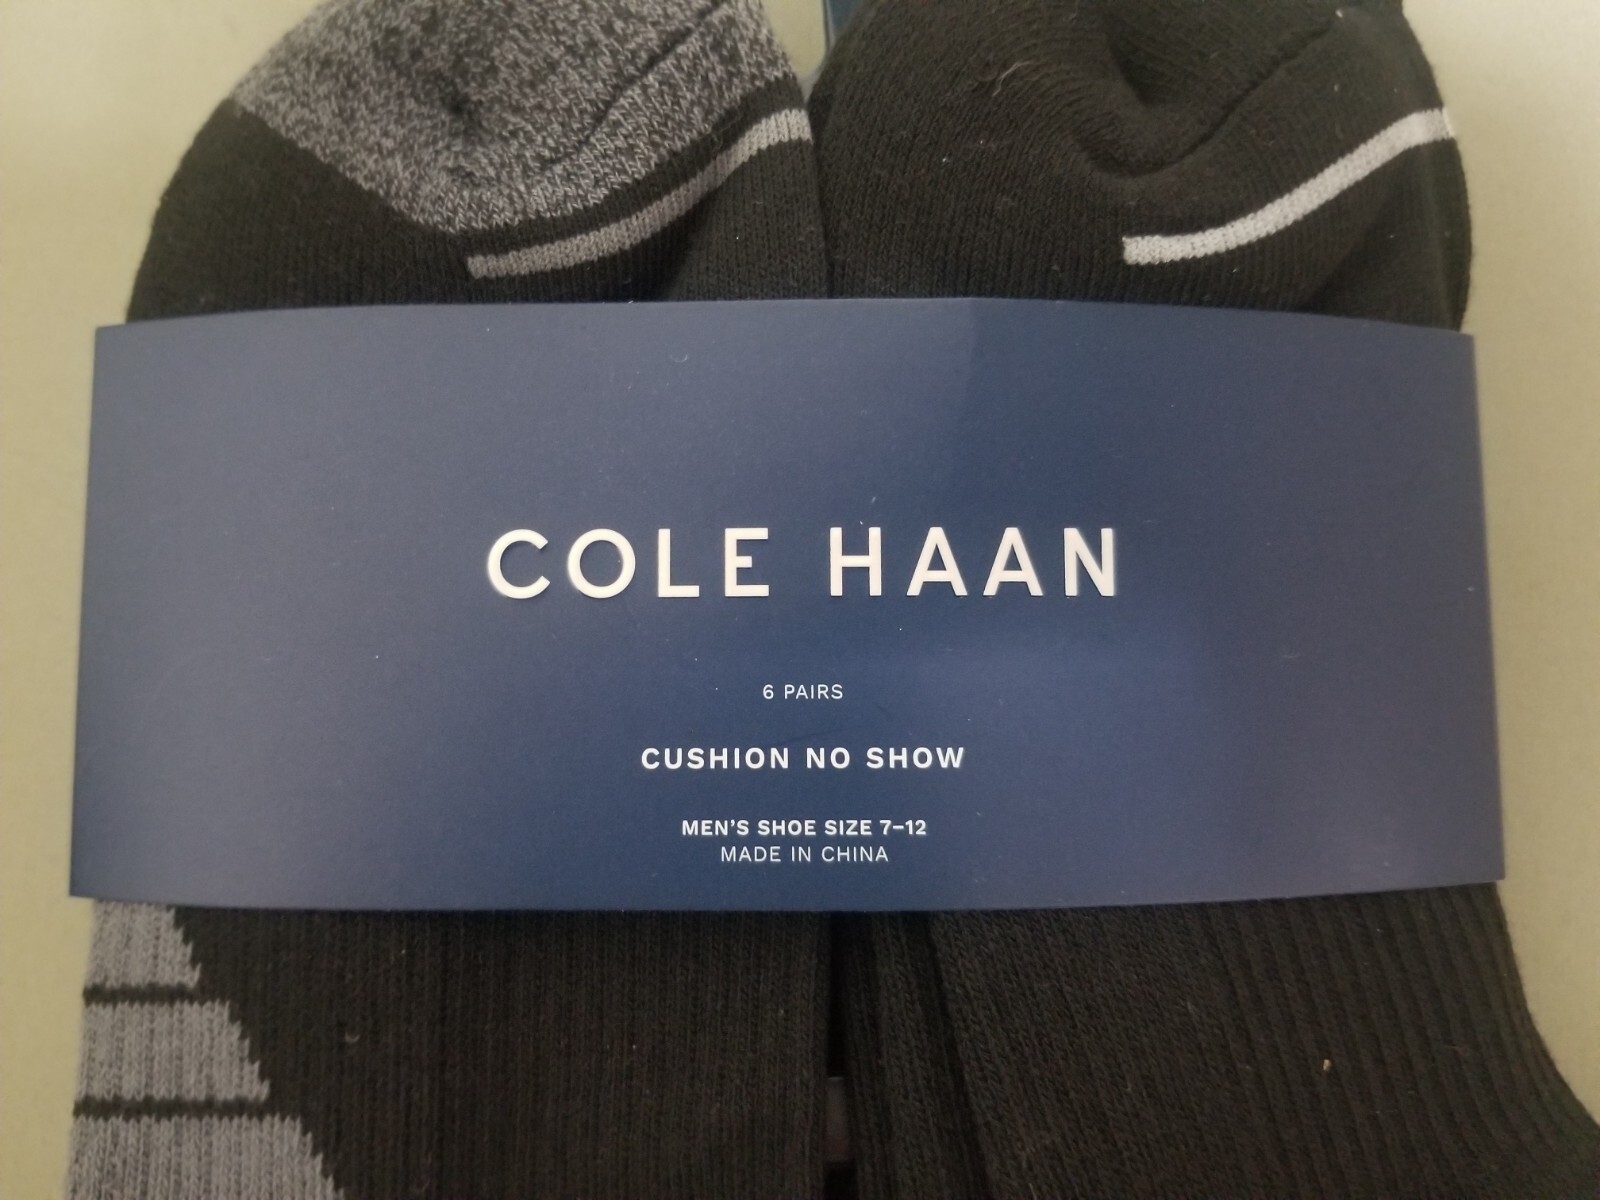 COLE HAAN
6 PAIRS
CUSHION NO SHOW
MEN'S SHOE SIZE 7–12
MADE IN CHINA